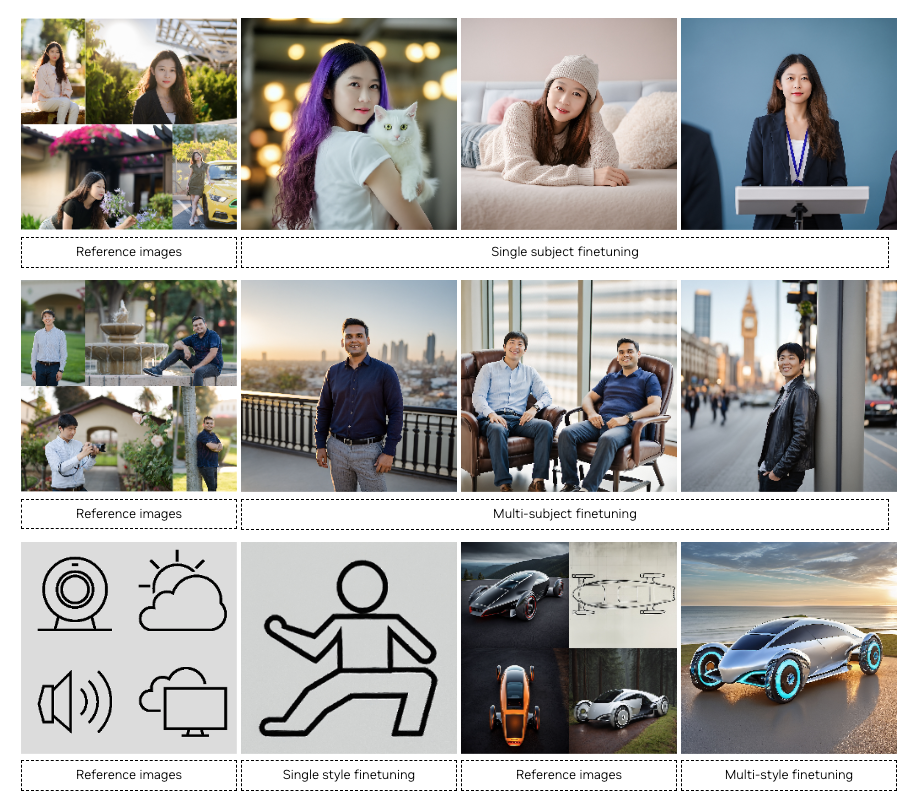 Reference images
Single subject finetuning
Reference images
Multi-subject finetuning
Reference images
Single style finetuning
Reference images
Multi-style finetuning